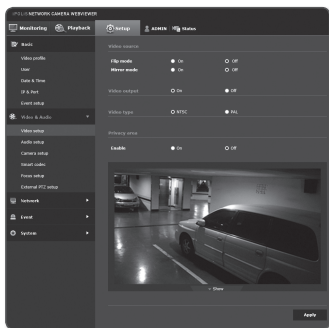 iPOLiS NETWORK CAMERA WEBVIEWER
Monitoring Playback Setup ADMIN Status
Basic
Video profile
User
Date & Time
IP & Port
Event setup
Video & Audio
Video setup
Audio setup
Camera setup
Smart codec
Focus setup
External PTZ setup
Network
Event
System
Video source
Flip mode On Off
Mirror mode On Off
Video output On Off
Video type NTSC PAL
Privacy area
Enable On Off
Show
Apply